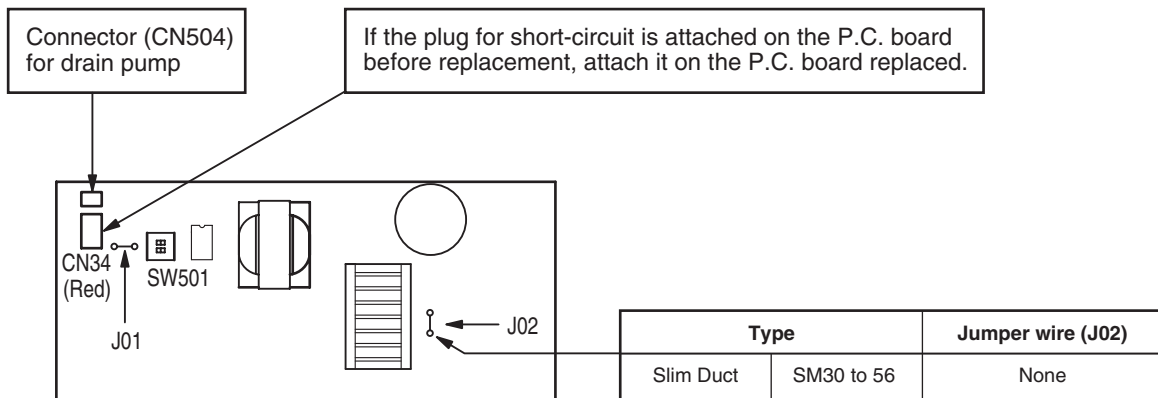 Connector (CN504)
for drain pump
If the plug for short-circuit is attached on the P.C. board
before replacement, attach it on the P.C. board replaced.
CN34
(Red)
SW501
J01
J02
Type Jumper wire (J02)
Slim Duct SM30 to 56 None